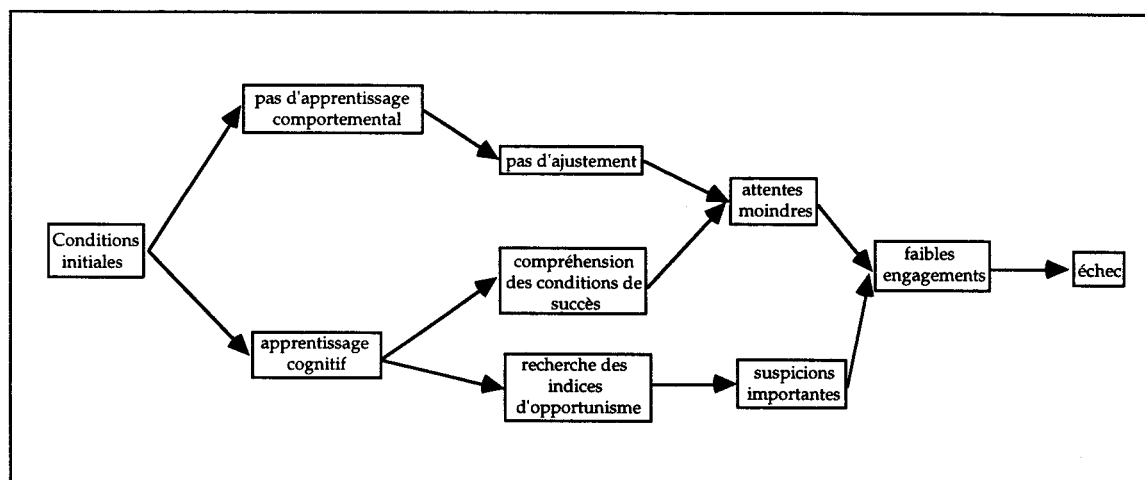 pas d'apprentissage
comportemental
pas d'ajustement
attentes
moindres
Conditions
initiales
compréhension
des conditions de
succès
faibles
engagements
échec
apprentissage
cognitif
recherche des
indices
d'opportunisme
suspicions
importantes